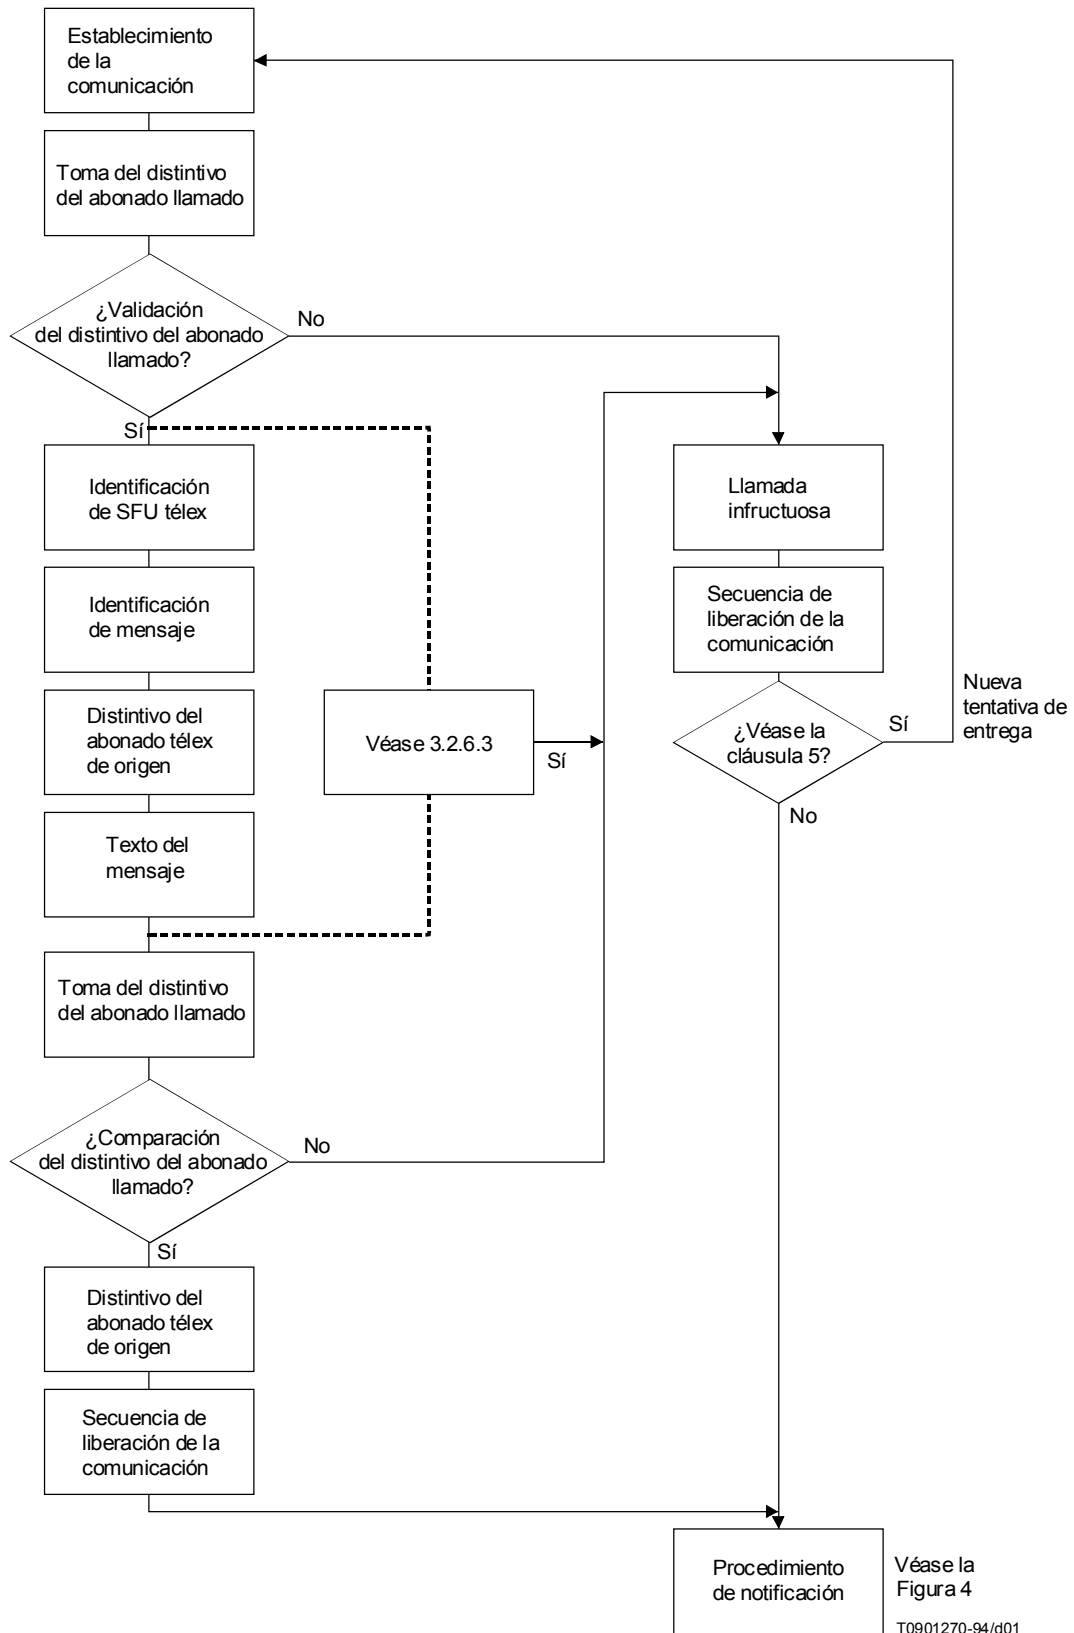 Establecimiento
de la
comunicación
Toma del distintivo
del abonado llamado
¿Validación
del distintivo del abonado
llamado?
No
Sí
Identificación
de SFU télex
Identificación
de mensaje
Distintivo del
abonado télex
de origen
Texto del
mensaje
Véase 3.2.6.3
Sí
Llamada
infructuosa
Secuencia de
liberación de la
comunicación
¿Véase la
cláusula 5?
Sí
Nueva
tentativa de
entrega
No
Toma del distintivo
del abonado llamado
¿Comparación
del distintivo del abonado
llamado?
No
Sí
Distintivo del
abonado télex
de origen
Secuencia de
liberación de la
comunicación
Procedimiento
de notificación
Véase la
Figura 4
T0901270-94/d01